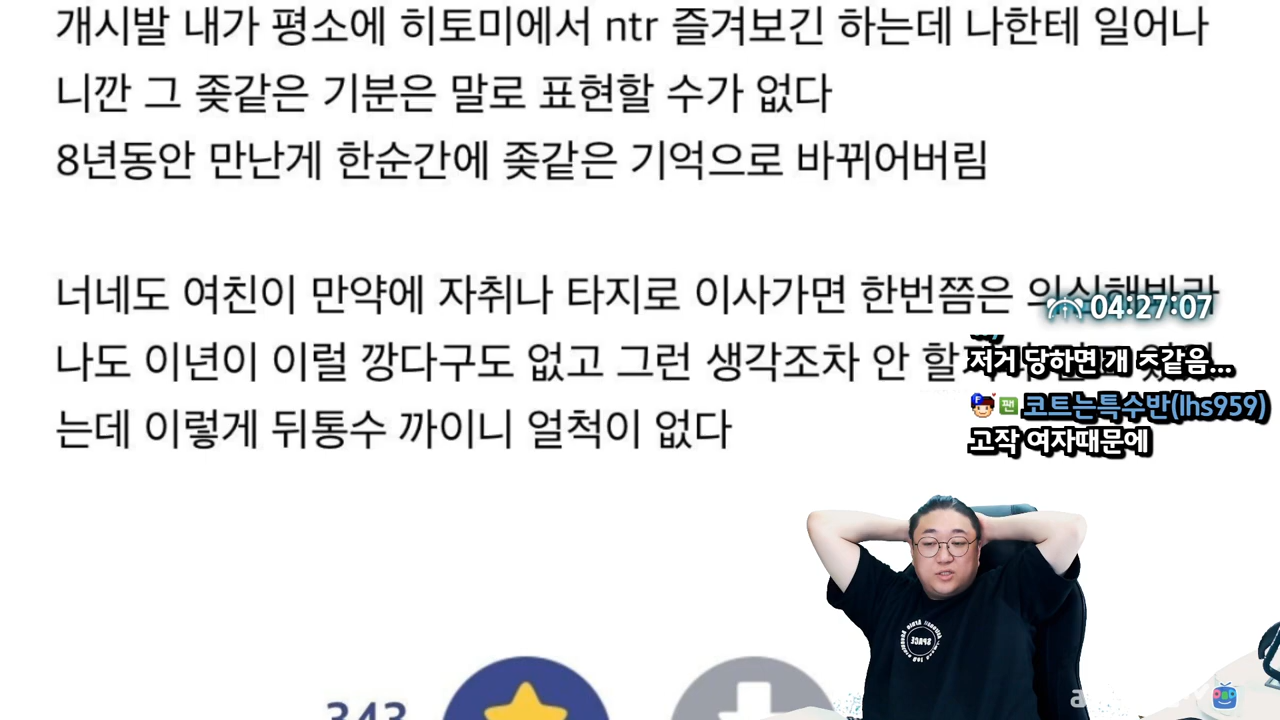 개시발 내가 평소에 히토미에서 ntr 즐겨보긴 하는데 나한테 일어나
니깐 그 좆같은 기분은 말로 표현할 수가 없다
8년동안 만난게 한순간에 좆같은 기억으로 바뀌어버림
너네도 여친이 만약에 자취나 타지로 이사가면 한번쯤은 의심해봐라
나도 이년이 이럴 깡다구도 없고 그런 생각조차 안 할
는데 이렇게 뒤통수 까이니 얼척이 없다
04:27:07
저거 당하면 개 ㅈ같음...
코트는특수반(lhs959)
고작 여자때문에
SPACE
343